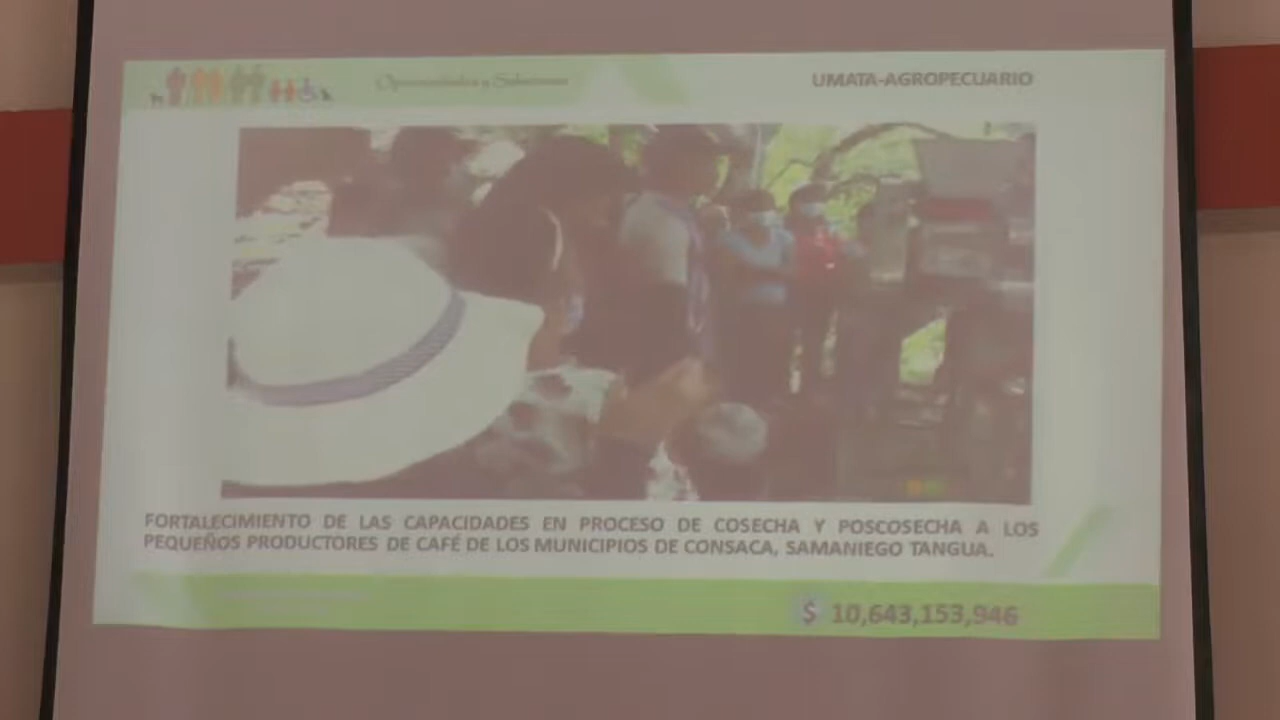 UMATA-AGROPECUARIO
FORTALECIMIENTO DE LAS CAPACIDADES EN PROCESO DE COSECHA Y POSCOSECHA A LOS
PEQUEÑOS PRODUCTORES DE CAFÉ DE LOS MUNICIPIOS DE CONSACA, SAMANIEGO TANGUA.
$ 10,643,153,946